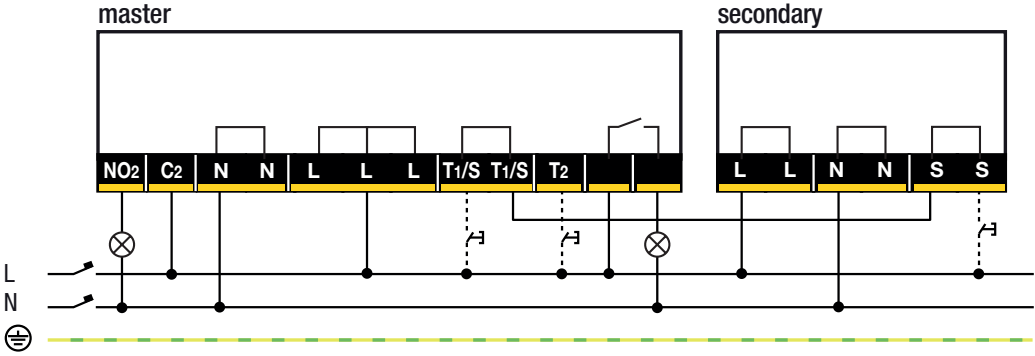 master secondary
NO2 C2 N N L L L T1/S T1/S T2 L L N N S S
L
N